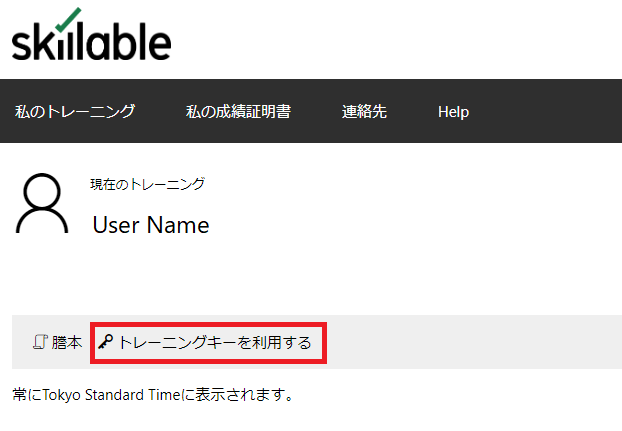 skillable
私のトレーニング 私の成績証明書 連絡先 Help
現在のトレーニング
User Name
謄本 トレーニングキーを利用する
常にTokyo Standard Timeに表示されます。